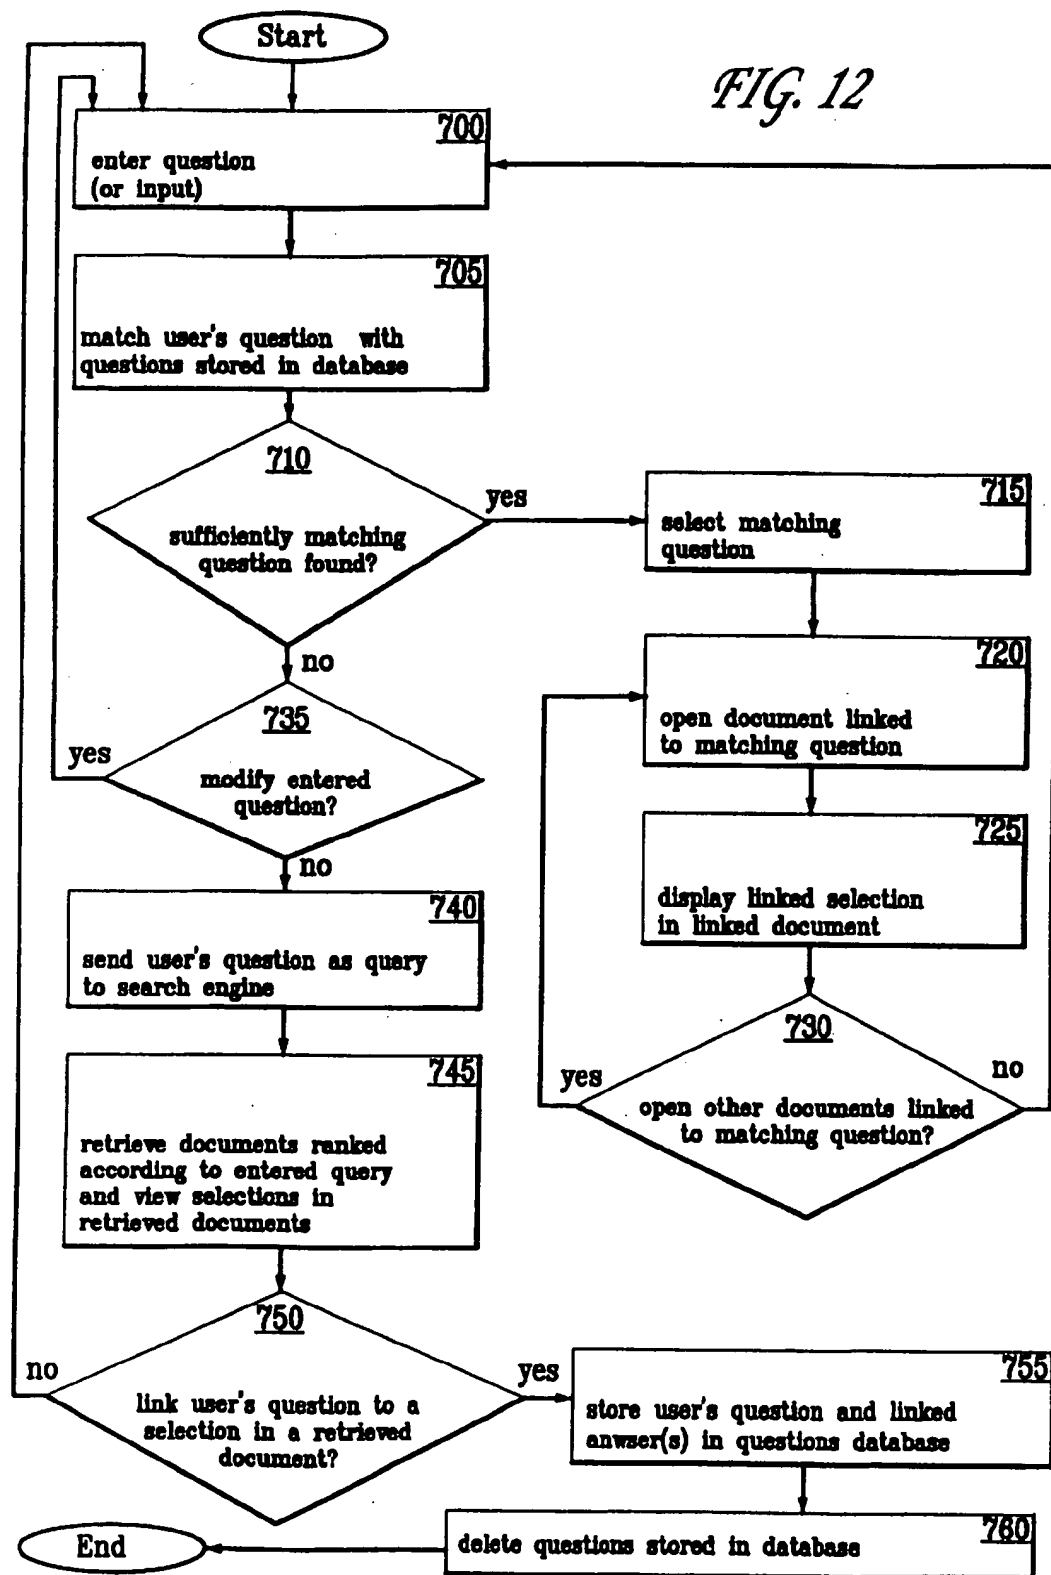 Start
FIG. 12
700
enter question
(or input)
705
match user's question with
questions stored in database
710
sufficiently matching
question found?
yes
no
715
select matching
question
720
open document linked
to matching question
725
display linked selection
in linked document
730
open other documents linked
to matching question?
yes
no
735
modify entered
question?
yes
no
740
send user's question as query
to search engine
745
retrieve documents ranked
according to entered query
and view selections in
retrieved documents
750
link user's question to a
selection in a retrieved
document?
no
yes
755
store user's question and linked
anwser(s) in questions database
760
delete questions stored in database
End